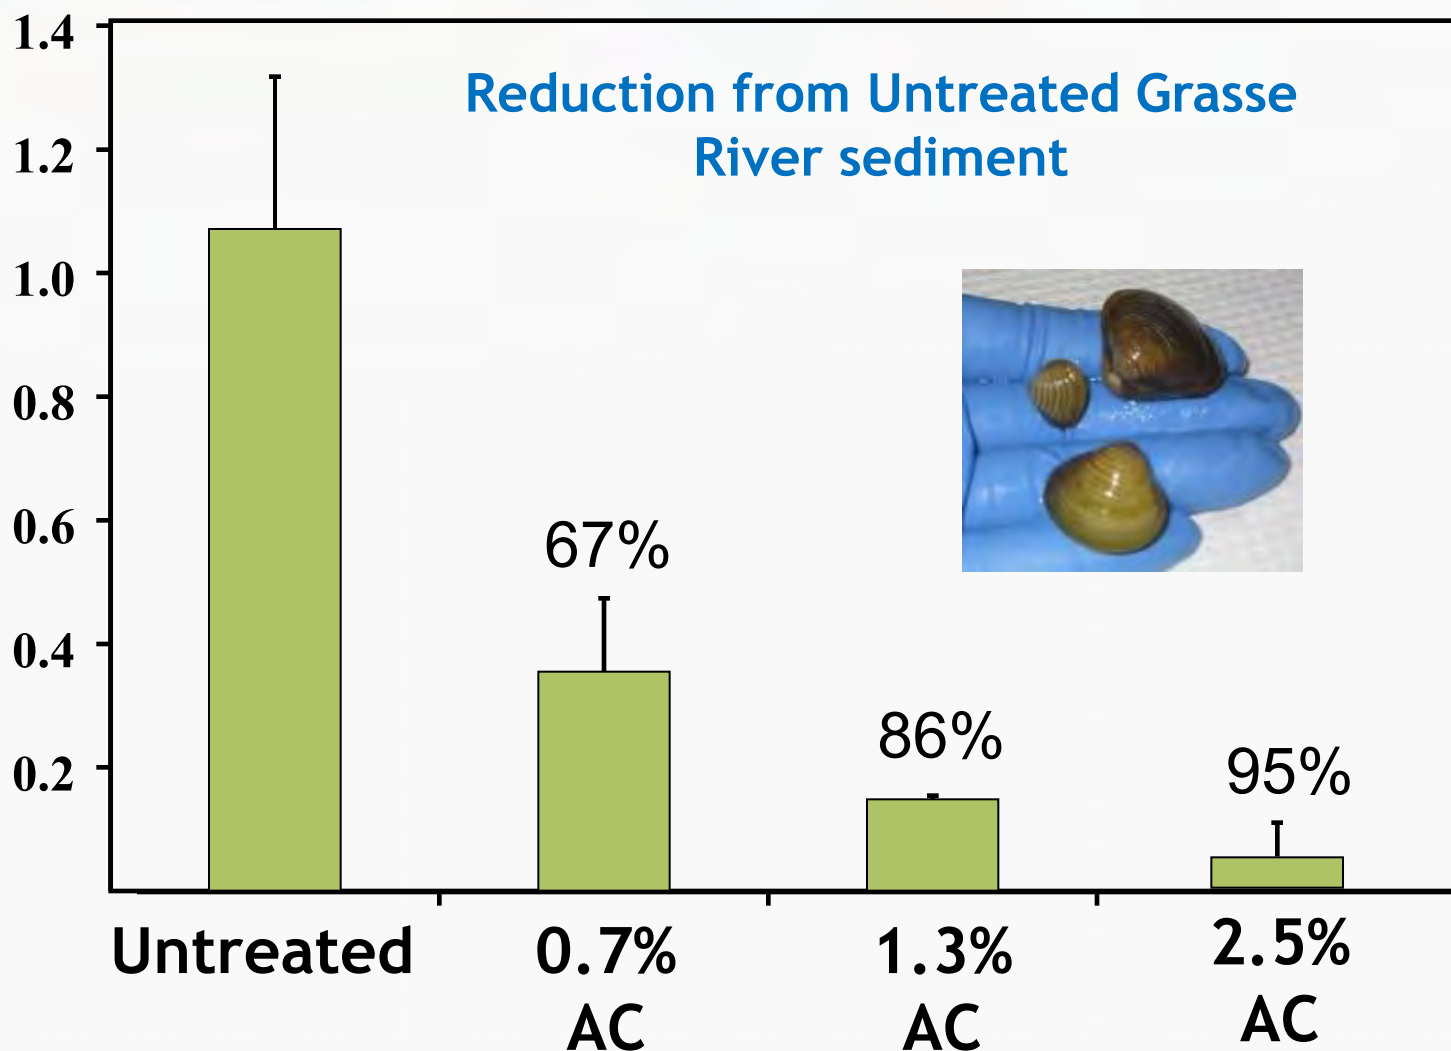 1.4
1.2
1.0
0.8
0.6
0.4
0.2
Reduction from Untreated Grasse
River sediment
67%
86%
95%
Untreated
0.7%
AC
1.3%
AC
2.5%
AC